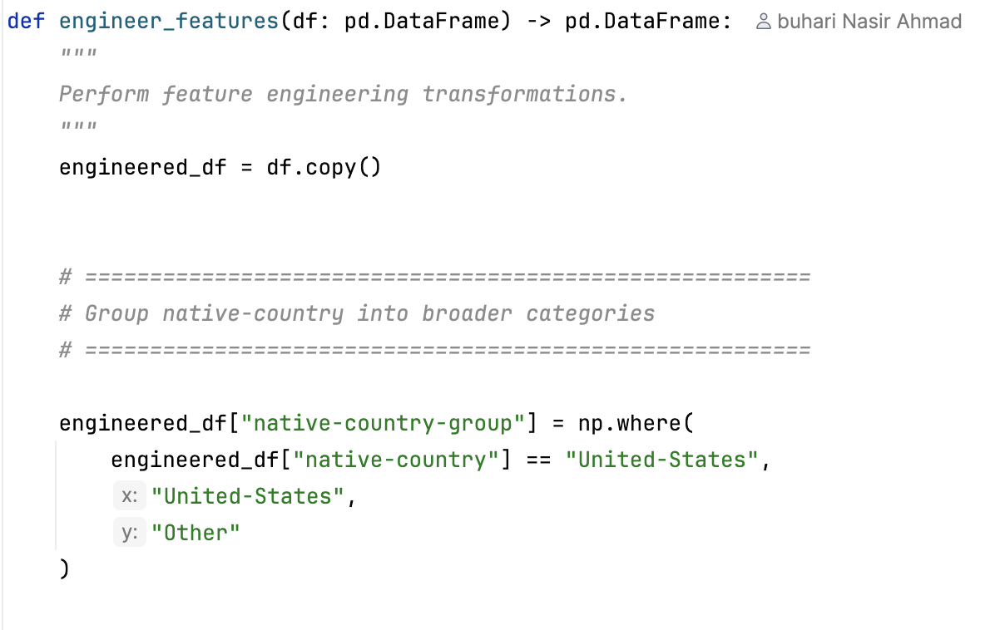 def engineer_features(df: pd.DataFrame) -> pd.DataFrame: buhari Nasir Ahmad
"""
Perform feature engineering transformations.
"""
engineered_df = df.copy()
# ========================================================
# Group native-country into broader categories
# ========================================================
engineered_df["native-country-group"] = np.where(
engineered_df["native-country"] == "United-States",
x: "United-States",
y: "Other"
)